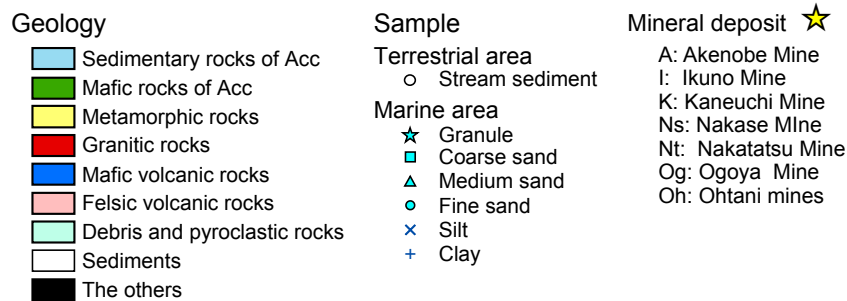 Geology
Sedimentary rocks of Acc
Mafic rocks of Acc
Metamorphic rocks
Granitic rocks
Mafic volcanic rocks
Felsic volcanic rocks
Debris and pyroclastic rocks
Sediments
The others
Sample
Terrestrial area
Stream sediment
Marine area
Granule
Coarse sand
Medium sand
Fine sand
Silt
Clay
Mineral deposit
A: Akenobe Mine
I: Ikuno Mine
K: Kaneuchi Mine
Ns: Nakase MIne
Nt: Nakatatsu Mine
Og: Ogoya Mine
Oh: Ohtani mines